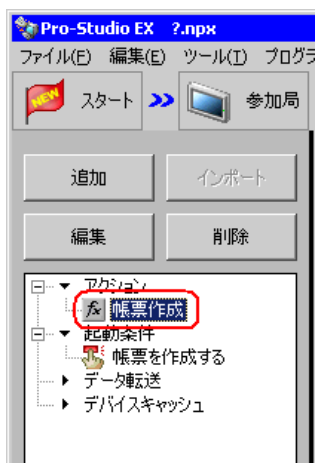 Pro-Studio EX ?.npx
ファイル(F) 編集(E) ツール(T) プログラ
NEW スタート 参加局
追加 インポート
編集 削除
アクション
fx 帳票作成
起動条件
帳票を作成する
データ転送
デバイスキャッシュ